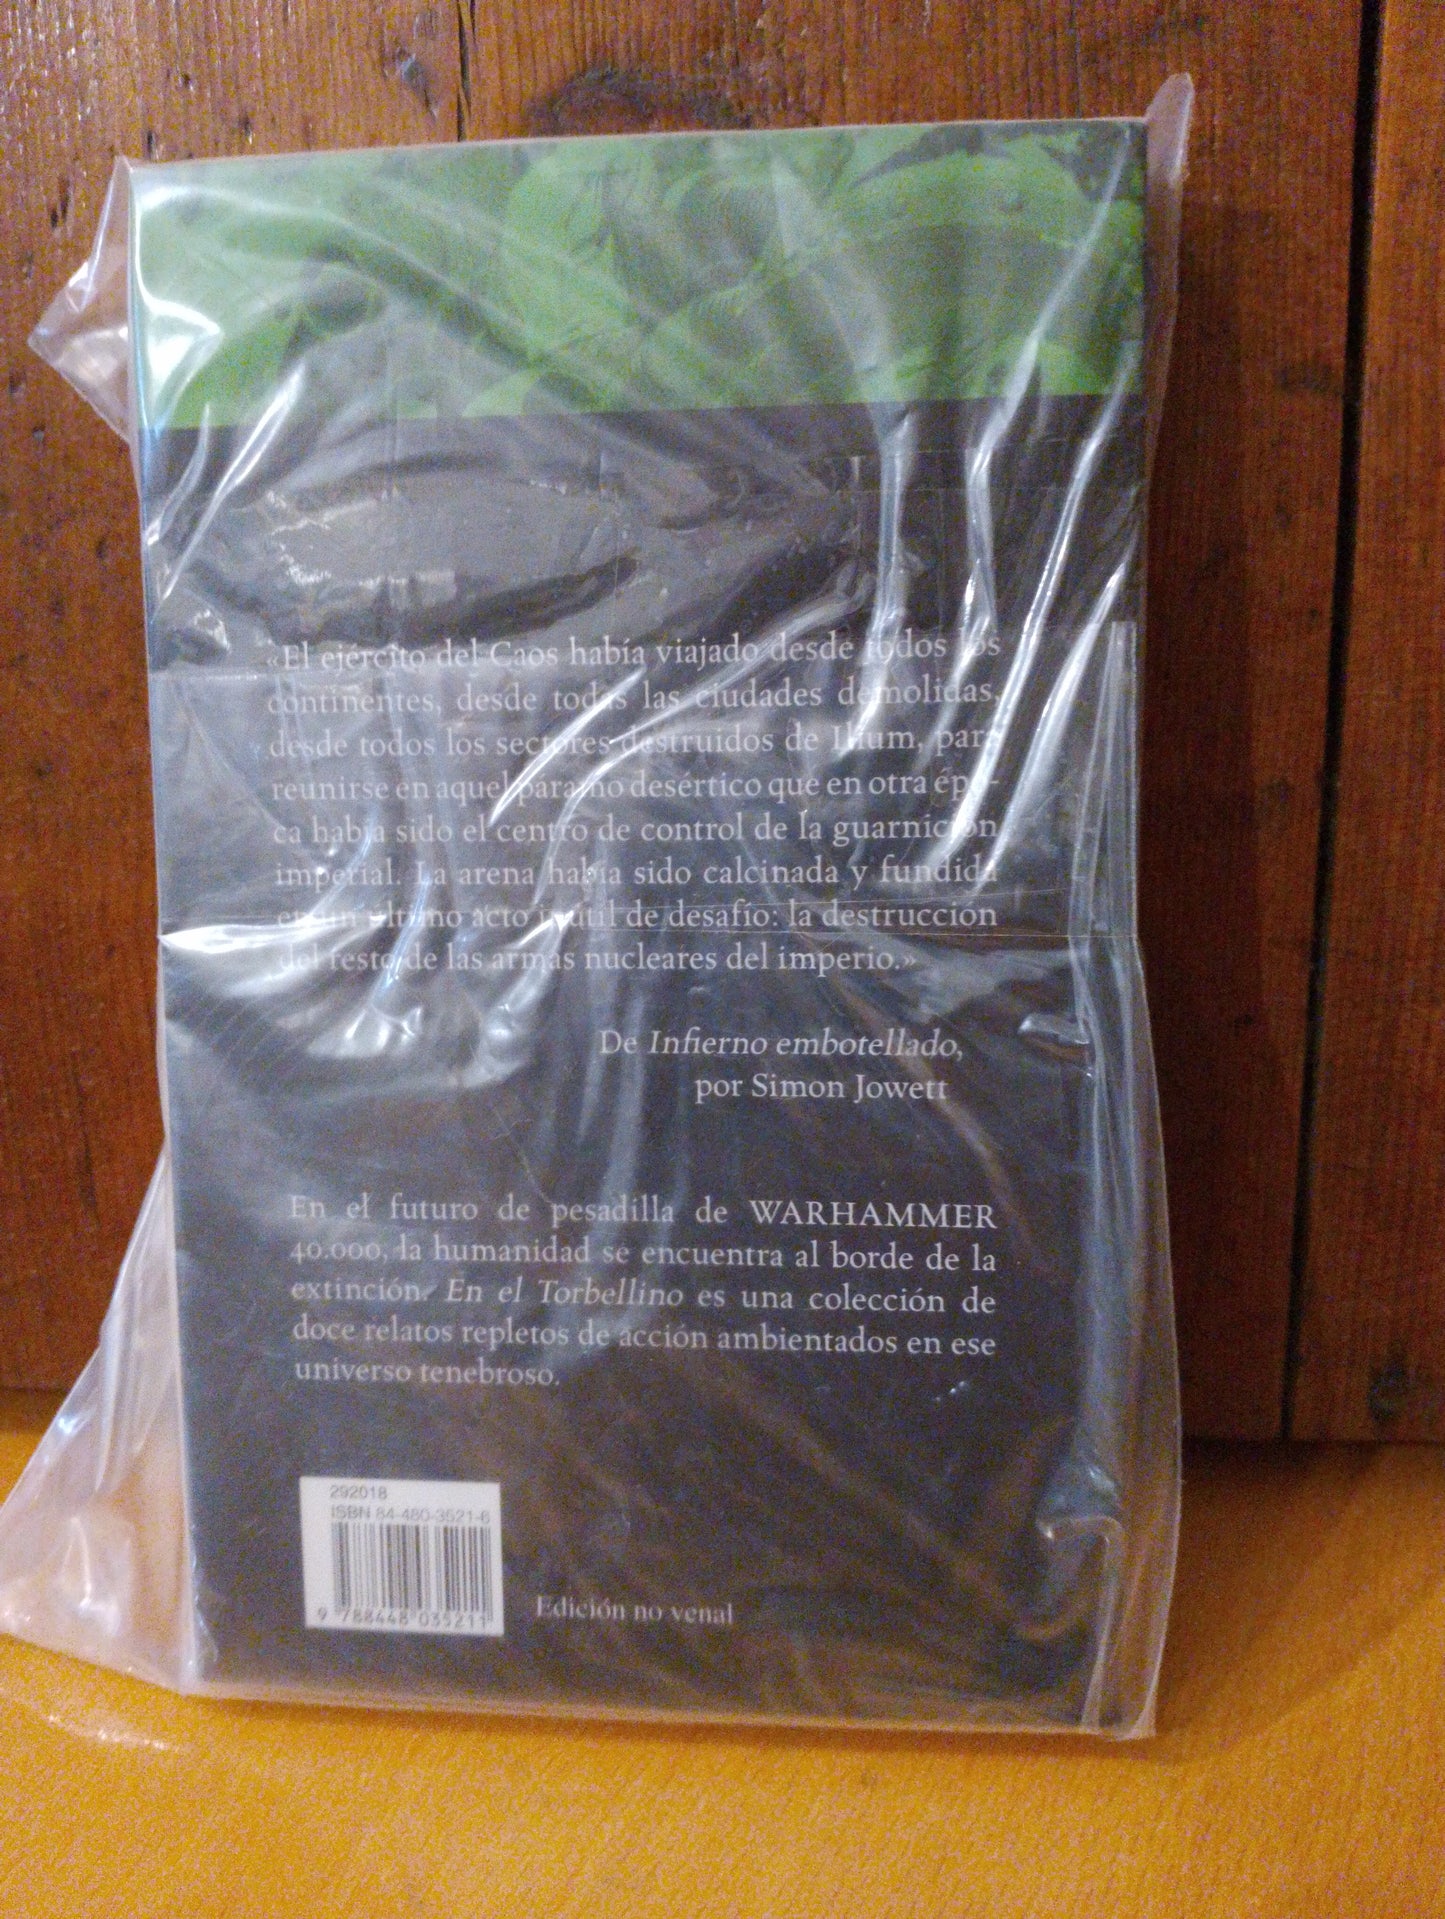 «El ejército del Caos había viajado desde todos los
continentes, desde todas las ciudades demolidas,
desde todos los sectores destruidos de Ilium, para
reunirse en aquel páramo desértico que en otra épo-
ca había sido el centro de control de la guarnición
imperial. La arena había sido calcinada y fundida
en un último acto inútil de desafío: la destrucción
del resto de las armas nucleares del imperio.»
De Infierno embotellado,
por Simon Jowett
En el futuro de pesadilla de WARHAMMER
40.000, la humanidad se encuentra al borde de la
extinción. En el Torbellino es una colección de
doce relatos repletos de acción ambientados en ese
universo tenebroso.
292018
ISBN 84-480-3521-6
9 788448 035211
Edición no venal